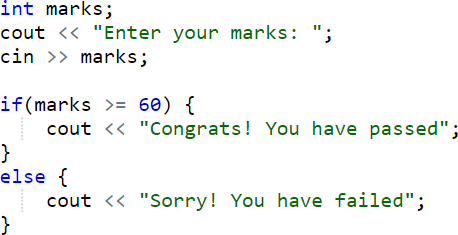 int marks;
cout << "Enter your marks: ";
cin >> marks;

if(marks >= 60) {
    cout << "Congrats! You have passed";
}
else {
    cout << "Sorry! You have failed";
}